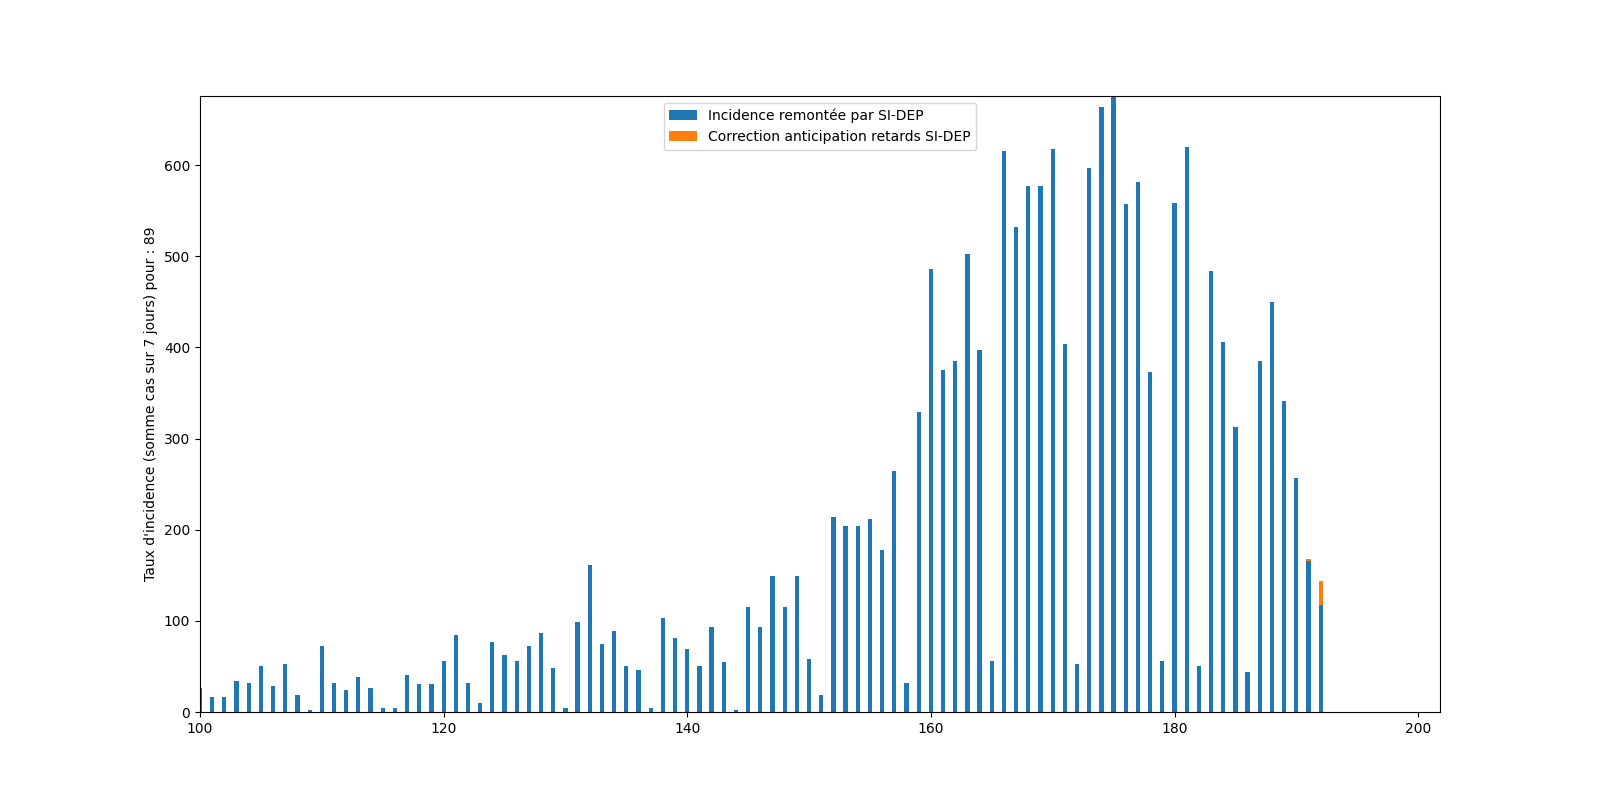 Incidence remontée par SI-DEP
Correction anticipation retards SI-DEP
Taux d'incidence (somme cas sur 7 jours) pour : 89
600
500
400
300
200
100
0
100 120 140 160 180 200